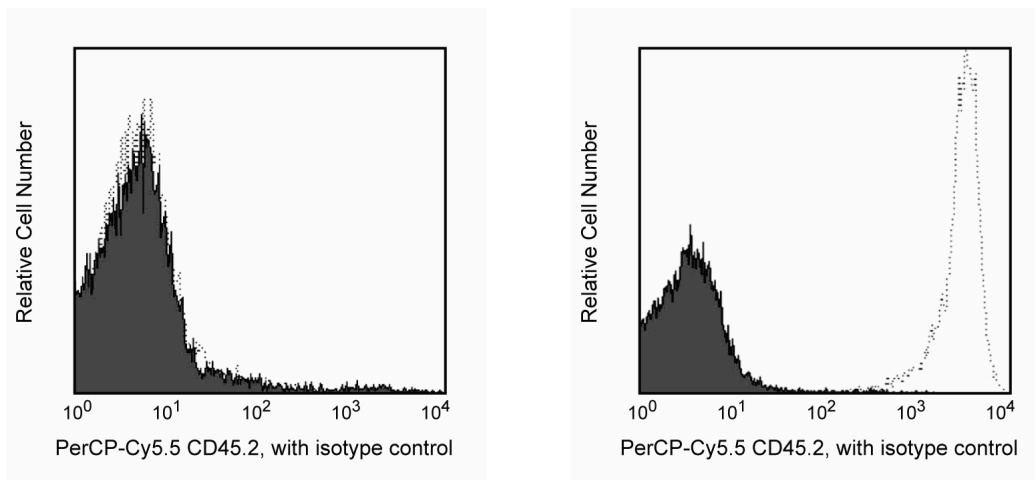 Relative Cell Number
10⁰ 10¹ 10² 10³ 10⁴
PerCP-Cy5.5 CD45.2, with isotype control
Relative Cell Number
10⁰ 10¹ 10² 10³ 10⁴
PerCP-Cy5.5 CD45.2, with isotype control